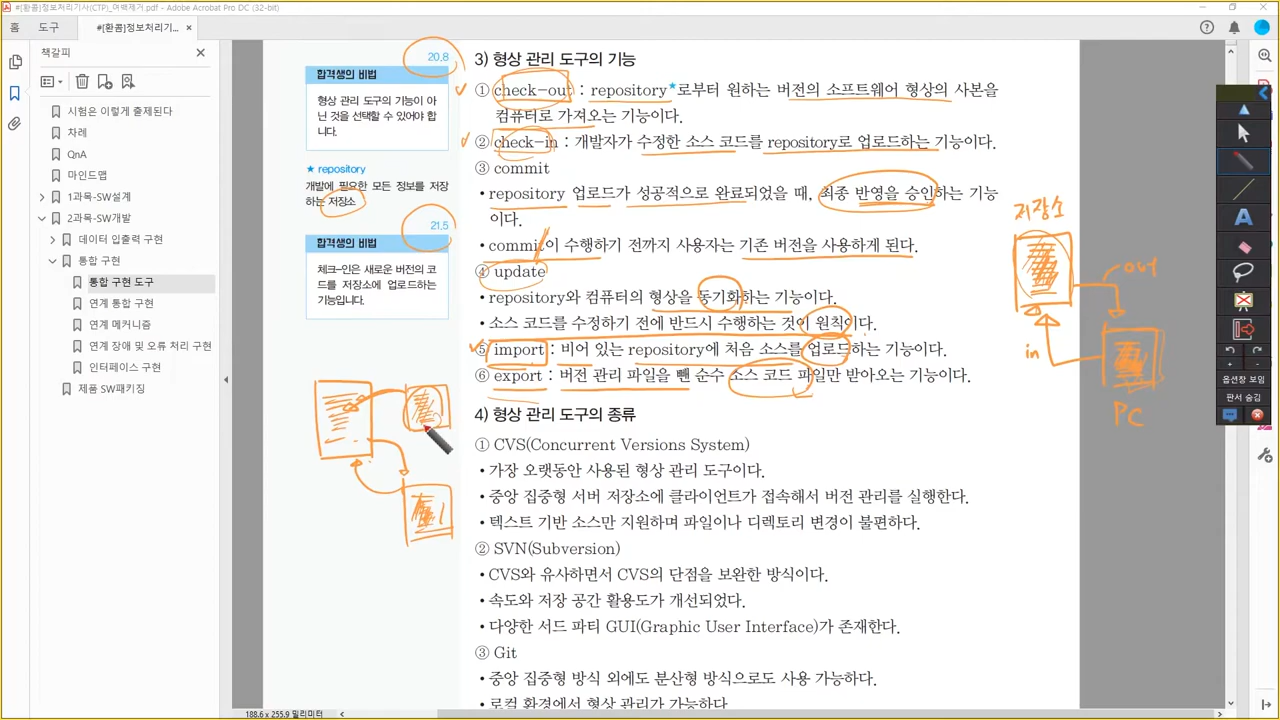 #[환콤]정보처리기사(CTP)_여백제거.pdf - Adobe Acrobat Pro DC (32-bit)
홈
도구
#[환콤]정보처리기...
책갈피
시험은 이렇게 출제된다
차례
QnA
마인드맵
1과목-SW설계
2과목-SW개발
데이터 입출력 구현
통합 구현
통합 구현 도구
연계 통합 구현
연계 메커니즘
연계 장애 및 오류 처리 구현
인터페이스 구현
제품 SW패키징
20.8
합격생의 비법
형상 관리 도구의 기능이 아
닌 것을 선택할 수 있어야 합
니다.
★ repository
개발에 필요한 모든 정보를 저장
하는 저장소
21.5
합격생의 비법
체크-인은 새로운 버전의 코
드를 저장소에 업로드하는
기능입니다.
3) 형상 관리 도구의 기능
① check-out : repository★로부터 원하는 버전의 소프트웨어 형상의 사본을
컴퓨터로 가져오는 기능이다.
② check-in : 개발자가 수정한 소스 코드를 repository로 업로드하는 기능이다.
③ commit
• repository 업로드가 성공적으로 완료되었을 때, 최종 반영을 승인하는 기능
이다.
• commit이 수행하기 전까지 사용자는 기존 버전을 사용하게 된다.
④ update
• repository와 컴퓨터의 형상을 동기화하는 기능이다.
• 소스 코드를 수정하기 전에 반드시 수행하는 것이 원칙이다.
⑤ import : 비어 있는 repository에 처음 소스를 업로드하는 기능이다.
⑥ export : 버전 관리 파일을 뺀 순수 소스 코드 파일만 받아오는 기능이다.
4) 형상 관리 도구의 종류
① CVS(Concurrent Versions System)
• 가장 오랫동안 사용된 형상 관리 도구이다.
• 중앙 집중형 서버 저장소에 클라이언트가 접속해서 버전 관리를 실행한다.
• 텍스트 기반 소스만 지원하며 파일이나 디렉토리 변경이 불편하다.
② SVN(Subversion)
• CVS와 유사하면서 CVS의 단점을 보완한 방식이다.
• 속도와 저장 공간 활용도가 개선되었다.
• 다양한 서드 파티 GUI(Graphic User Interface)가 존재한다.
③ Git
• 중앙 집중형 방식 외에도 분산형 방식으로도 사용 가능하다.
• 로컬 환경에서 형상 관리가 가능하다
저장소
out
in
PC
옵션창 보임
판서 숨김
188.6 x 255.9 밀리미터